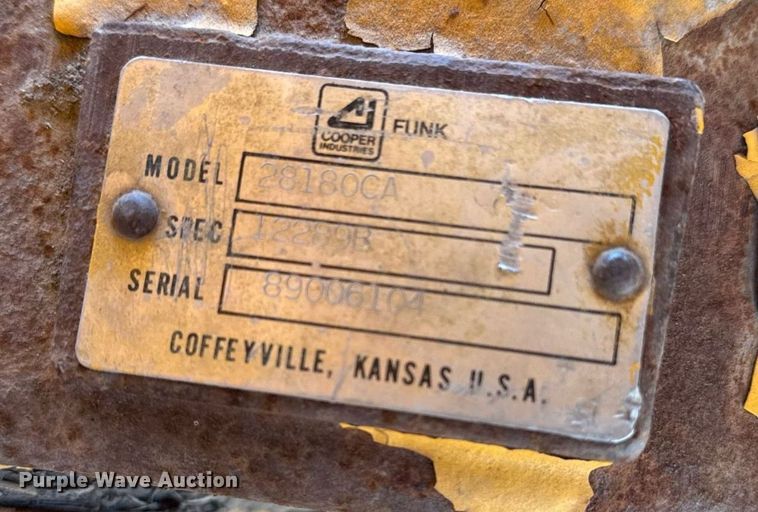 COOPER
INDUSTRIES
FUNK
MODEL 28180CA
SPEC 12289B
SERIAL 89006104
COFFEYVILLE, KANSAS U.S.A.
Purple Wave Auction